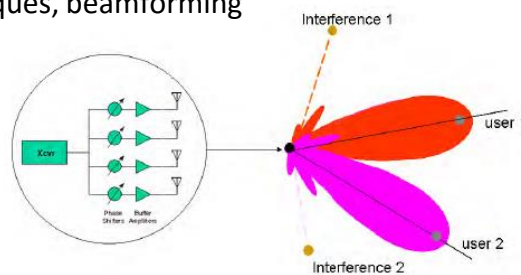 ques, beamforming
Interference 1
Xcvr
user
Phase Buffer
Shifters Amplifiers
user 2
Interference 2